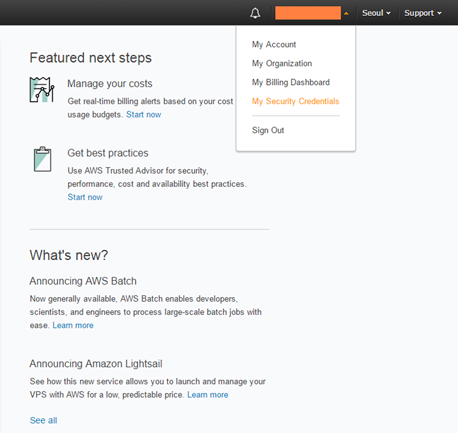 Seoul
Support
My Account
My Organization
My Billing Dashboard
My Security Credentials
Sign Out
Featured next steps
Manage your costs
Get real-time billing alerts based on your cost
usage budgets. Start now
Get best practices
Use AWS Trusted Advisor for security,
performance, cost and availability best practices.
Start now
What's new?
Announcing AWS Batch
Now generally available, AWS Batch enables developers,
scientists, and engineers to process large-scale batch jobs with
ease. Learn more
Announcing Amazon Lightsail
See how this new service allows you to launch and manage your
VPS with AWS for a low, predictable price. Learn more
See all